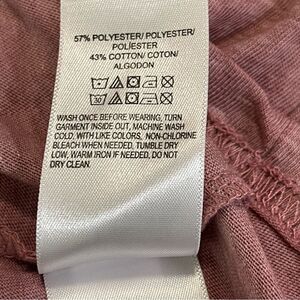 57% POLYESTER/ POLYESTER/
POLIESTER
43% COTTON/ COTON/
ALGODON
30
WASH ONCE BEFORE WEARING, TURN
GARMENT INSIDE OUT, MACHINE WASH
COLD, WITH LIKE COLORS, NON-CHLORINE
BLEACH WHEN NEEDED, TUMBLE DRY
LOW, WARM IRON IF NEEDED, DO NOT
DRY CLEAN.